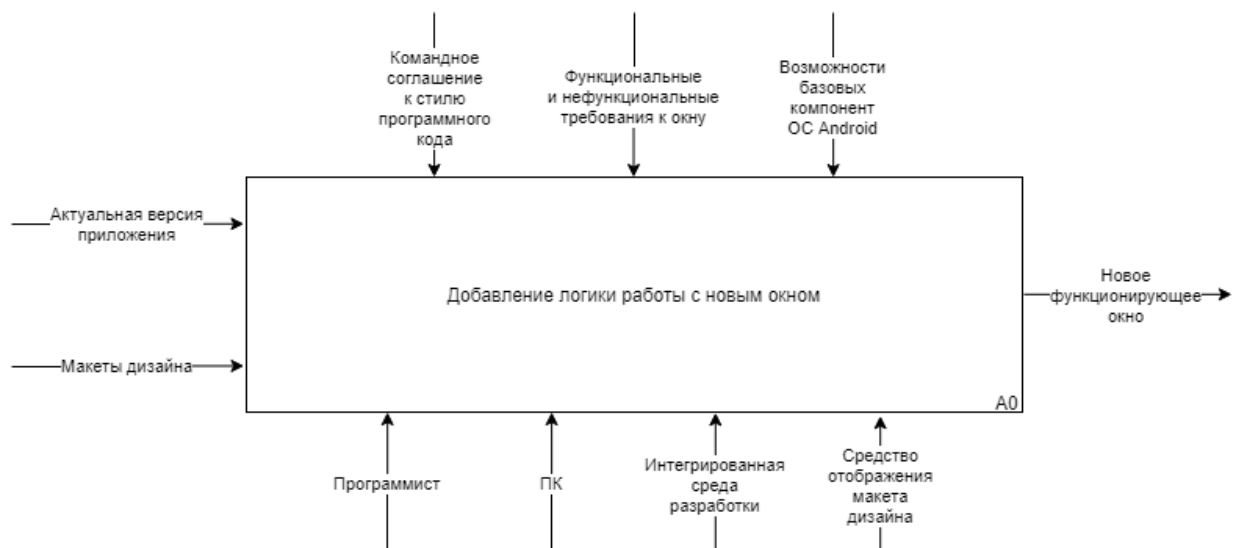 Командное
соглашение
к стилю
программного
кода
Функциональные
и нефункциональные
требования к окну
Возможности
базовых
компонент
ОС Android
Актуальная версия
приложения
Макеты дизайна
Добавление логики работы с новым окном
A0
Новое
функционирующее
окно
Программист
ПК
Интегрированная
среда
разработки
Средство
отображения
макета
дизайна